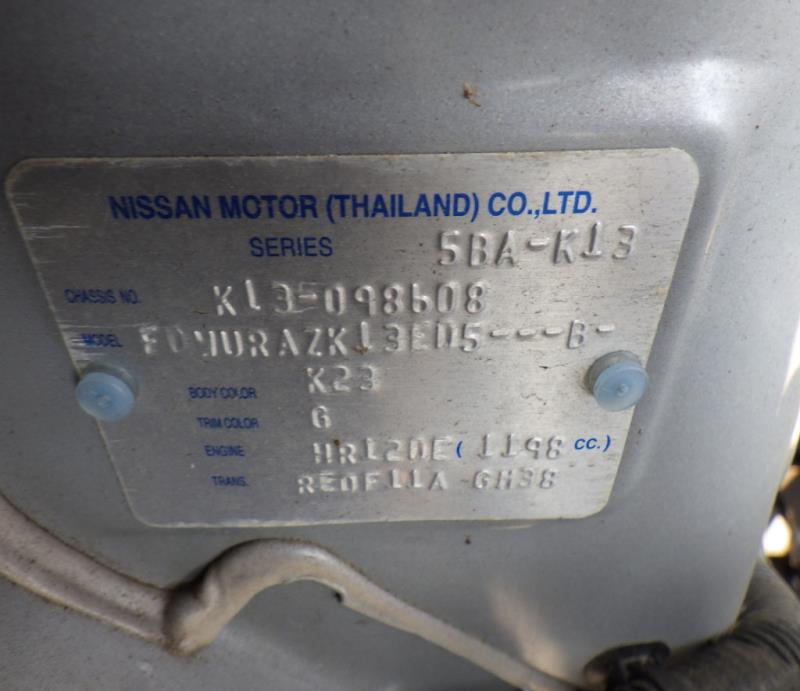 NISSAN MOTOR (THAILAND) CO.,LTD.
SERIES 5BA-K13
CHASSIS NO. K13-098608
MODEL
BODY COLOR K23
TRIM COLOR G
ENGINE HR12DE ( 1198 CC.)
TRANS. RE0F11A-GH38